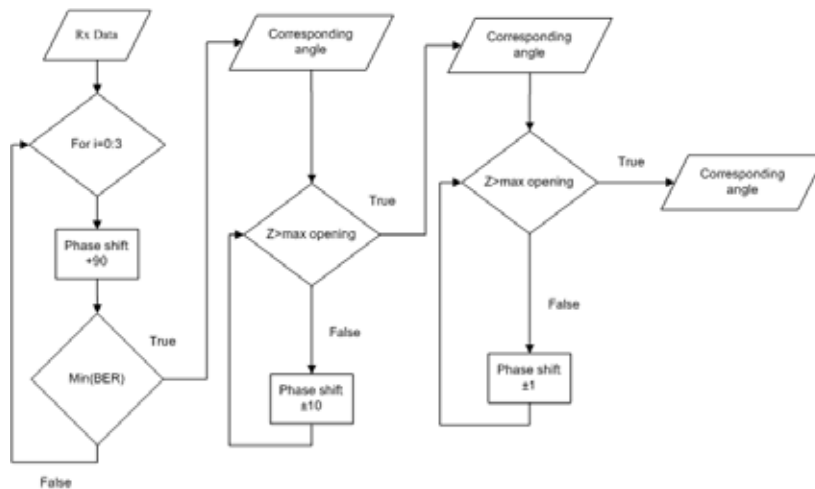 Rx Data
For i=0:3
Phase shift
+90
Min(BER)
True
False
Corresponding
angle
Z>max opening
True
False
Phase shift
±10
Corresponding
angle
Z>max opening
True
False
Phase shift
±1
Corresponding
angle